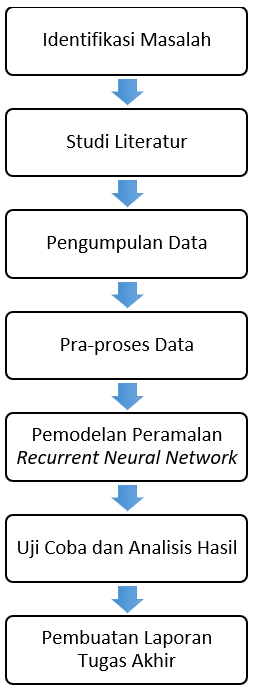 Identifikasi Masalah
Studi Literatur
Pengumpulan Data
Pra-proses Data
Pemodelan Peramalan
Recurrent Neural Network
Uji Coba dan Analisis Hasil
Pembuatan Laporan
Tugas Akhir